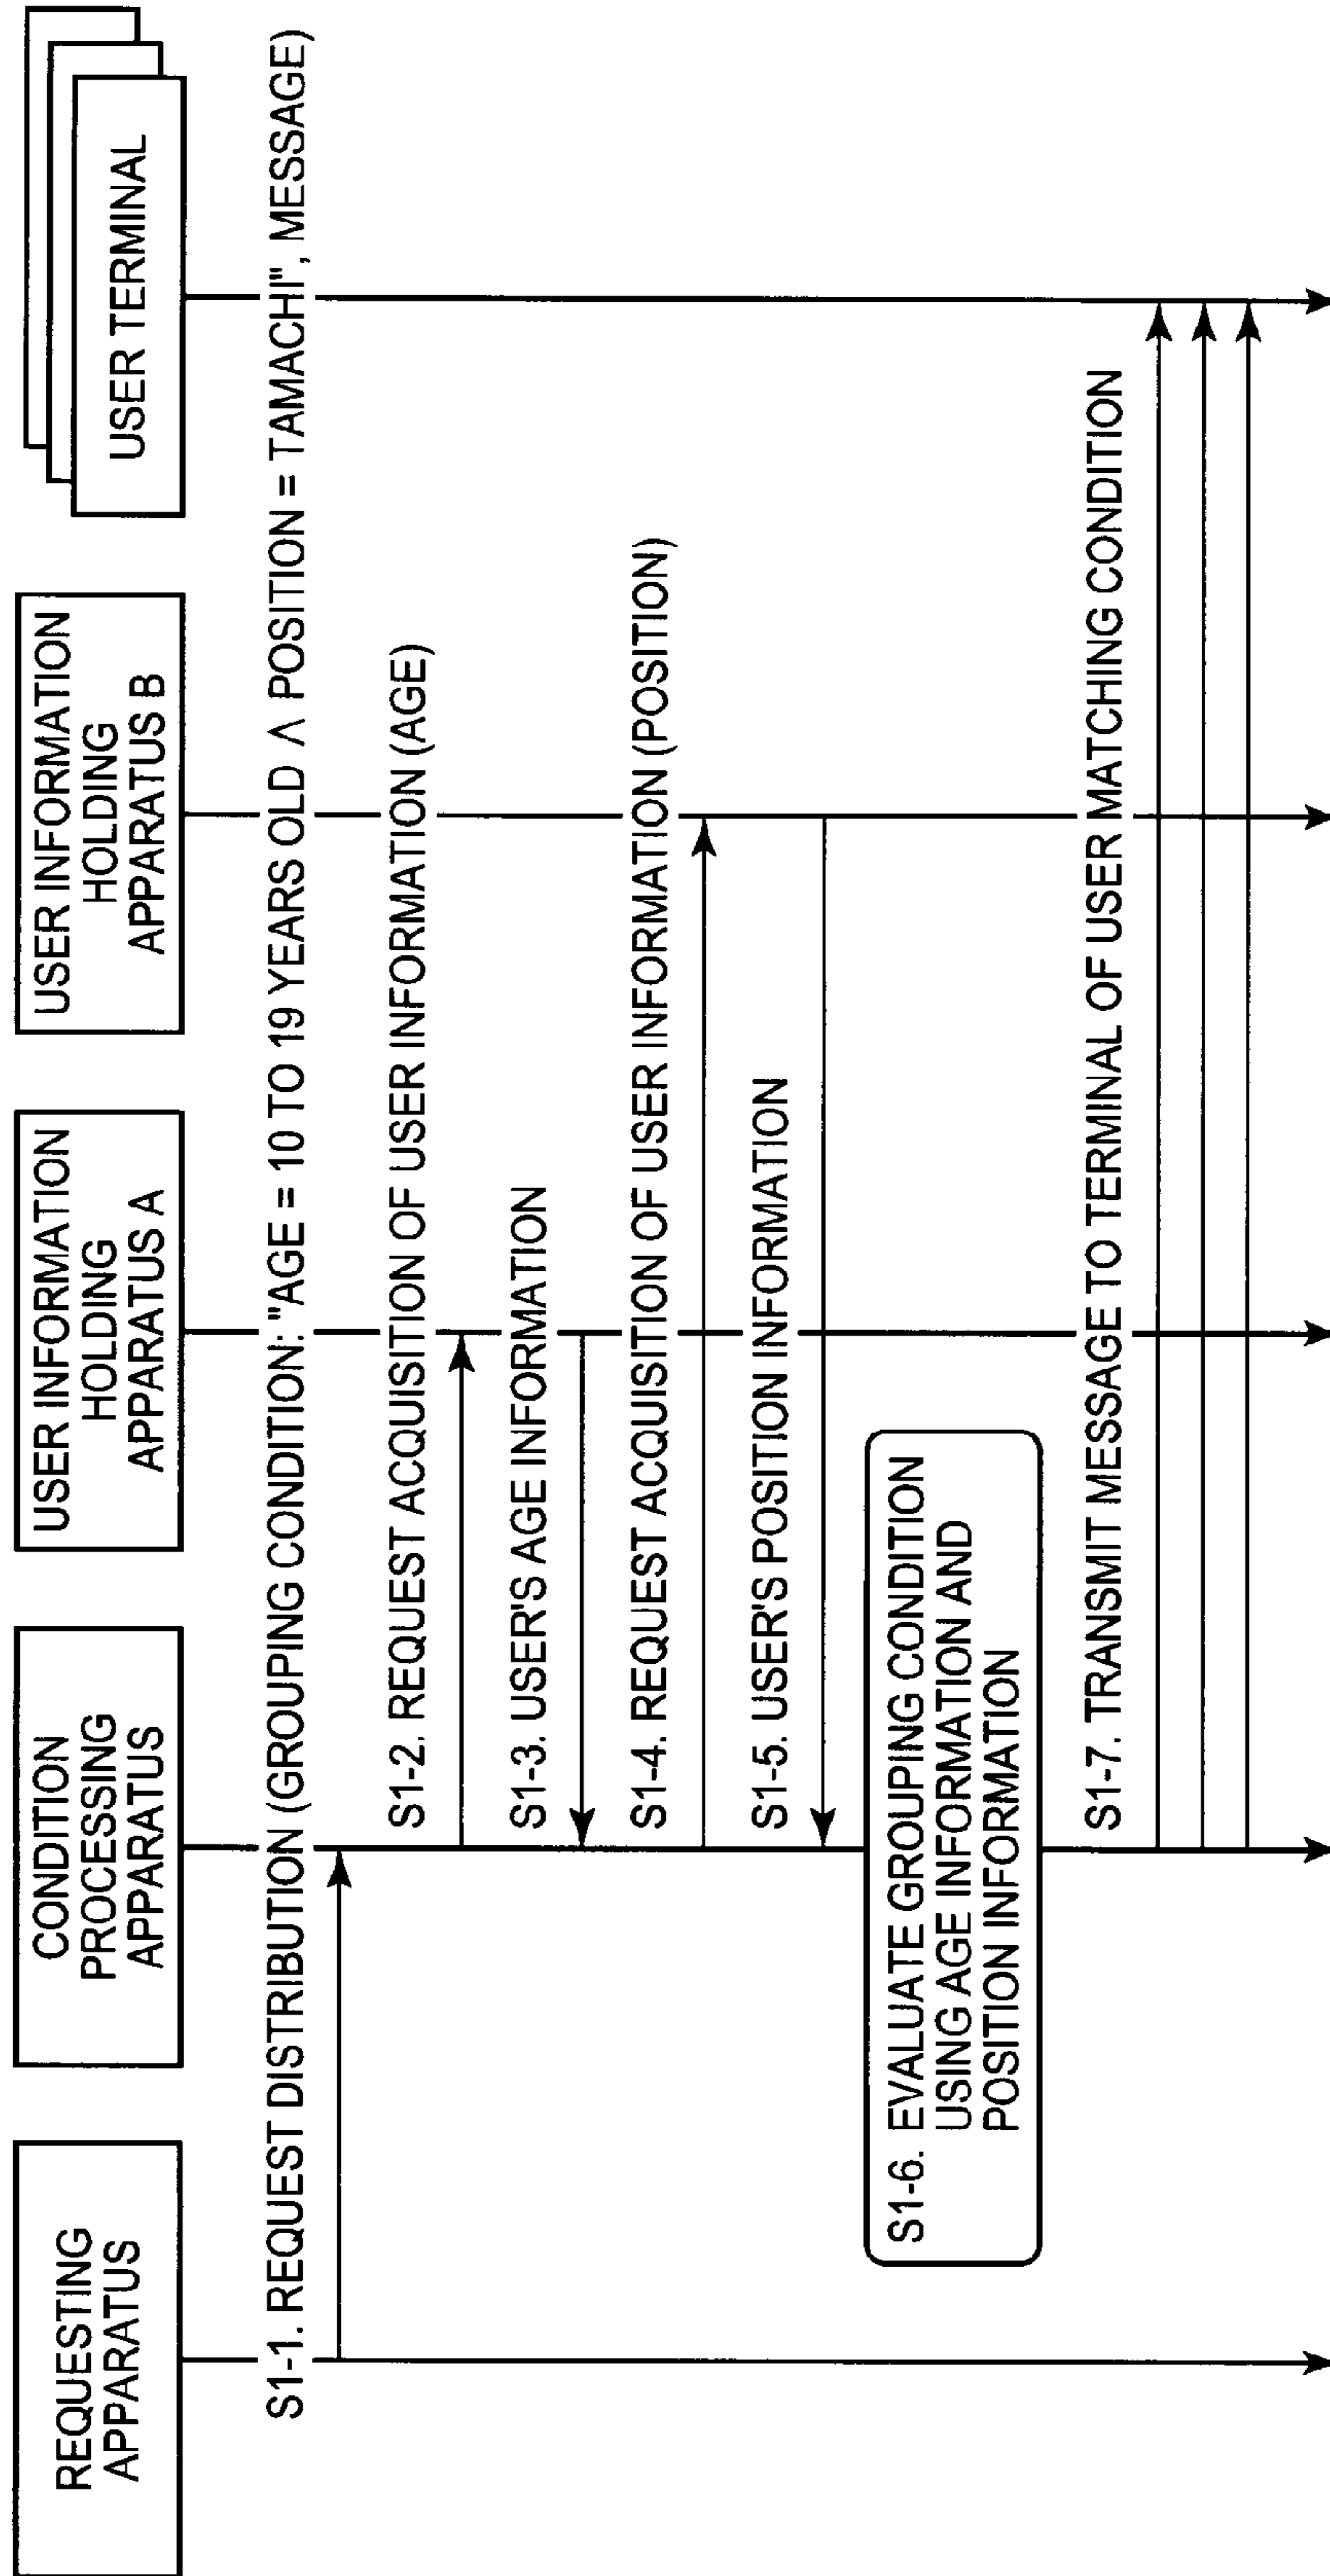 REQUESTING
APPARATUS
CONDITION
PROCESSING
APPARATUS
USER INFORMATION
HOLDING
APPARATUS A
USER INFORMATION
HOLDING
APPARATUS B
USER TERMINAL
S1-1. REQUEST DISTRIBUTION (GROUPING CONDITION: "AGE = 10 TO 19 YEARS OLD Λ POSITION = TAMACHI", MESSAGE)
S1-2. REQUEST ACQUISITION OF USER INFORMATION (AGE)
S1-3. USER'S AGE INFORMATION
S1-4. REQUEST ACQUISITION OF USER INFORMATION (POSITION)
S1-5. USER'S POSITION INFORMATION
S1-6. EVALUATE GROUPING CONDITION
USING AGE INFORMATION AND
POSITION INFORMATION
S1-7. TRANSMIT MESSAGE TO TERMINAL OF USER MATCHING CONDITION